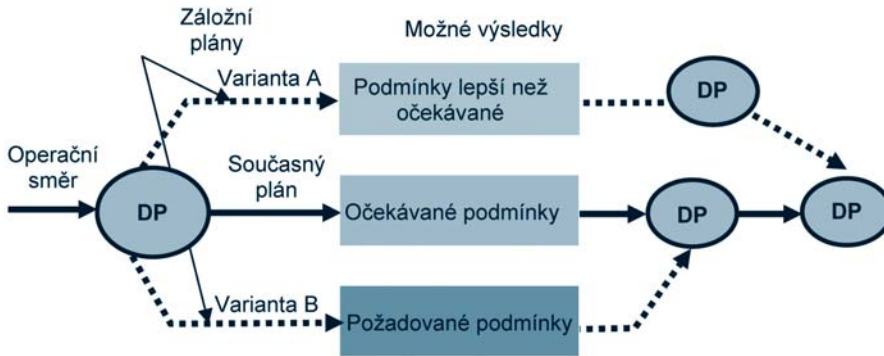 Záložní
plány
Možné výsledky
Varianta A
Podmínky lepší než
očekávané
DP
Operační
směr
DP
Současný
plán
Očekávané podmínky
DP
DP
Varianta B
Požadované podmínky